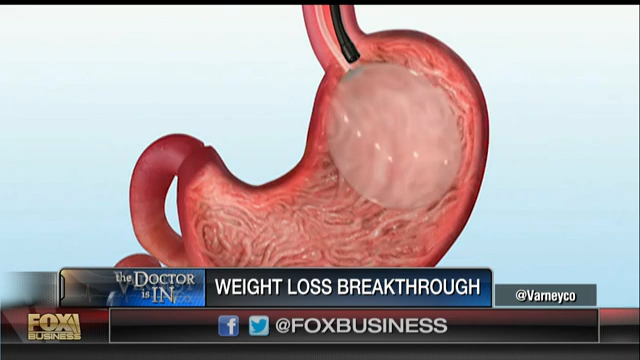 the DOCTOR
is IN
WEIGHT LOSS BREAKTHROUGH
@Varneyco
FOX
BUSINESS
@FOXBUSINESS